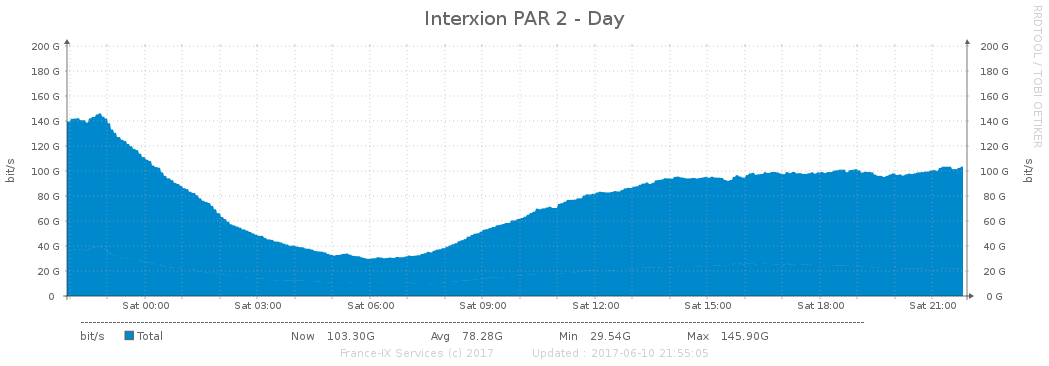 Interxion PAR 2 - Day
RRDTOOL / TOBI OETIKER
bit/s
200 G 200 G
180 G 180 G
160 G 160 G
140 G 140 G
120 G 120 G
100 G 100 G
80 G 80 G
60 G 60 G
40 G 40 G
20 G 20 G
0 0 G
bit/s
Sat 00:00 Sat 03:00 Sat 06:00 Sat 09:00 Sat 12:00 Sat 15:00 Sat 18:00 Sat 21:00
bit/s Total Now 103.30G Avg 78.28G Min 29.54G Max 145.90G
France-IX Services (c) 2017 Updated : 2017-06-10 21:55:05